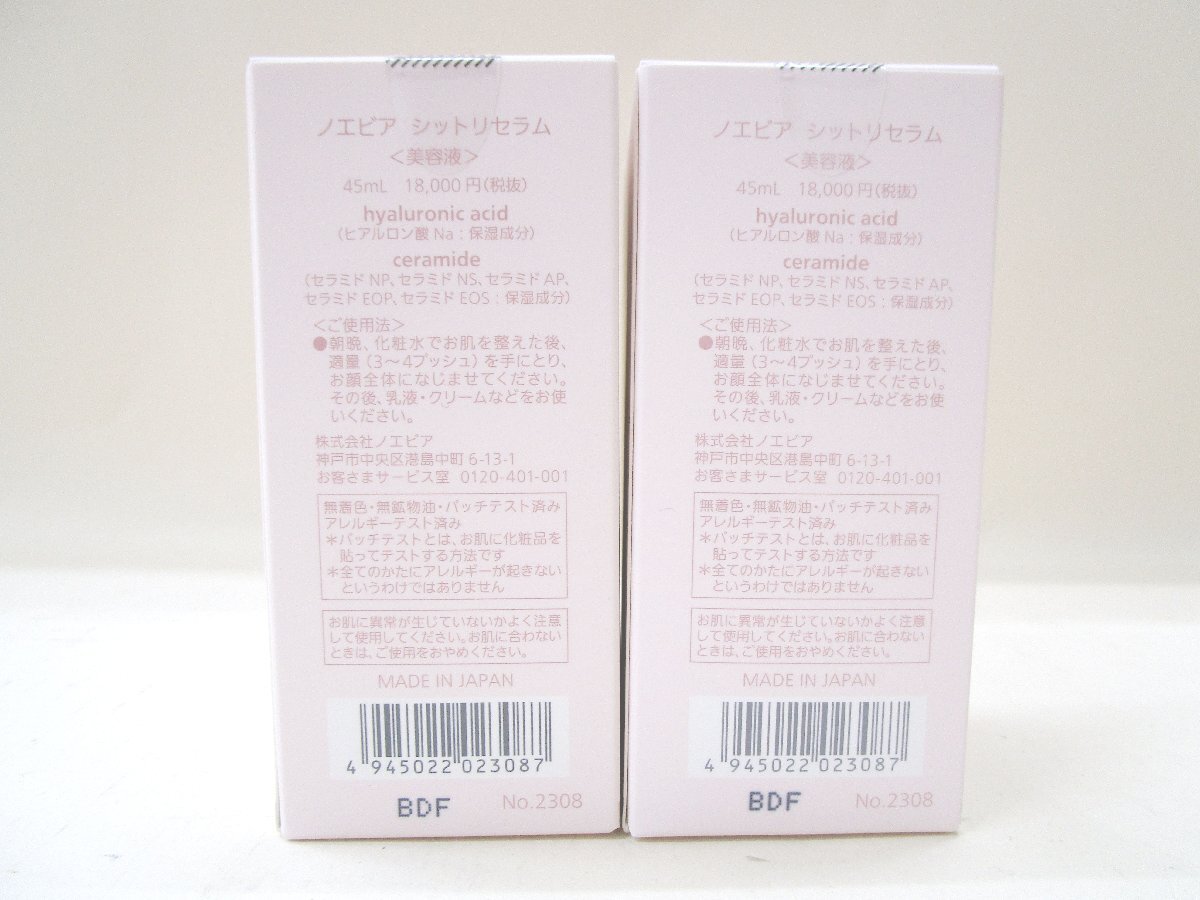 ノエビア シットリセラム
＜美容液＞
45mL 18,000円(税抜)
hyaluronic acid
(ヒアルロン酸Na：保湿成分)
ceramide
(セラミドNP、セラミドNS、セラミドAP、
セラミドEOP、セラミドEOS：保湿成分)
＜ご使用法＞
●朝晩、化粧水でお肌を整えた後、
適量（3～4プッシュ）を手にとり、
お顔全体になじませてください。
その後、乳液・クリームなどをお使
いください。
株式会社ノエビア
神戸市中央区港島中町 6-13-1
お客さまサービス室 0120-401-001
無着色・無鉱物油・パッチテスト済み
アレルギーテスト済み
＊パッチテストとは、お肌に化粧品を
貼ってテストする方法です
＊全てのかたにアレルギーが起きない
というわけではありません
お肌に異常が生じていないかよく注意
して使用してください。お肌に合わない
ときは、ご使用をおやめください。
MADE IN JAPAN
4 945022 023087
BDF No.2308
ノエビア シットリセラム
＜美容液＞
45mL 18,000円(税抜)
hyaluronic acid
(ヒアルロン酸Na：保湿成分)
ceramide
(セラミドNP、セラミドNS、セラミドAP、
セラミドEOP、セラミドEOS：保湿成分)
＜ご使用法＞
●朝晩、化粧水でお肌を整えた後、
適量（3～4プッシュ）を手にとり、
お顔全体になじませてください。
その後、乳液・クリームなどをお使
いください。
株式会社ノエビア
神戸市中央区港島中町 6-13-1
お客さまサービス室 0120-401-001
無着色・無鉱物油・パッチテスト済み
アレルギーテスト済み
＊パッチテストとは、お肌に化粧品を
貼ってテストする方法です
＊全てのかたにアレルギーが起きない
というわけではありません
お肌に異常が生じていないかよく注意
して使用してください。お肌に合わない
ときは、ご使用をおやめください。
MADE IN JAPAN
4 945022 023087
BDF No.2308